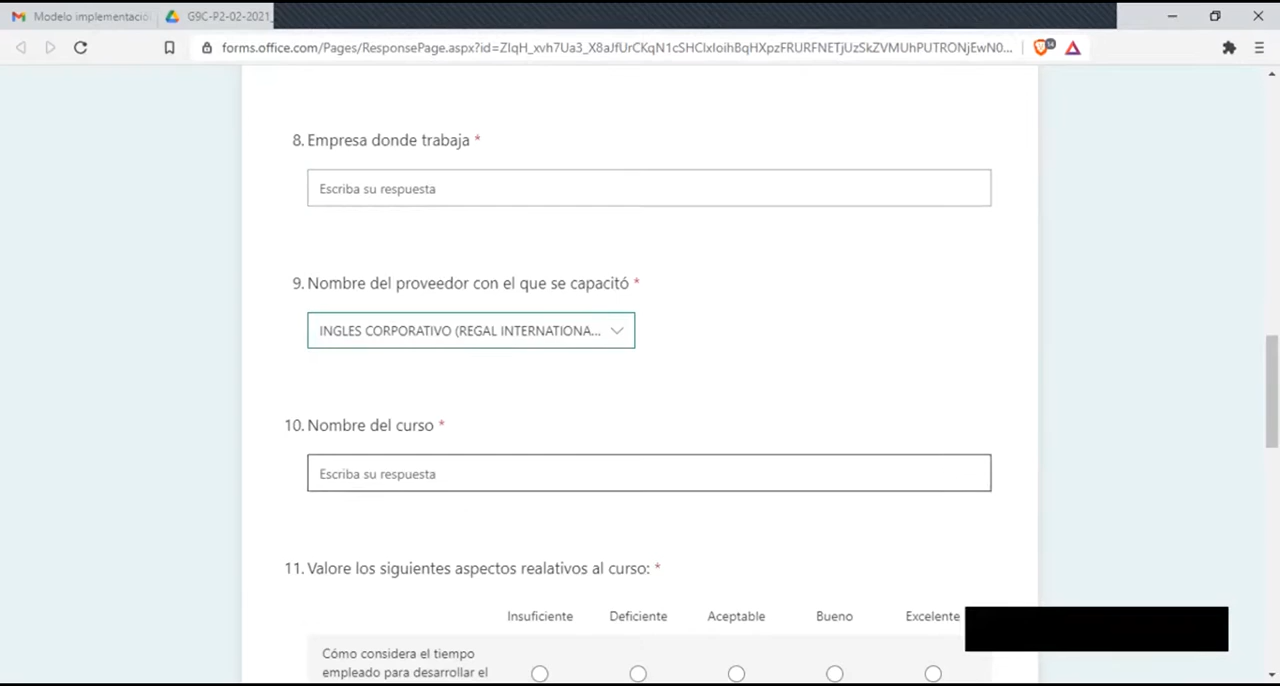 Modelo implementació
G9C-P2-02-2021_
forms.office.com/Pages/ResponsePage.aspx?id=ZIqH_xvh7Ua3_X8aJfUrCKqN1cSHClxIoihBqHXpzFRURFNETjUzSkZVMUhPUTRONjEwN0...
8. Empresa donde trabaja *
Escriba su respuesta
9. Nombre del proveedor con el que se capacitó *
INGLES CORPORATIVO (REGAL INTERNATIONA...
10. Nombre del curso *
Escriba su respuesta
11. Valore los siguientes aspectos realativos al curso: *
Insuficiente Deficiente Aceptable Bueno Excelente
Cómo considera el tiempo
empleado para desarrollar el